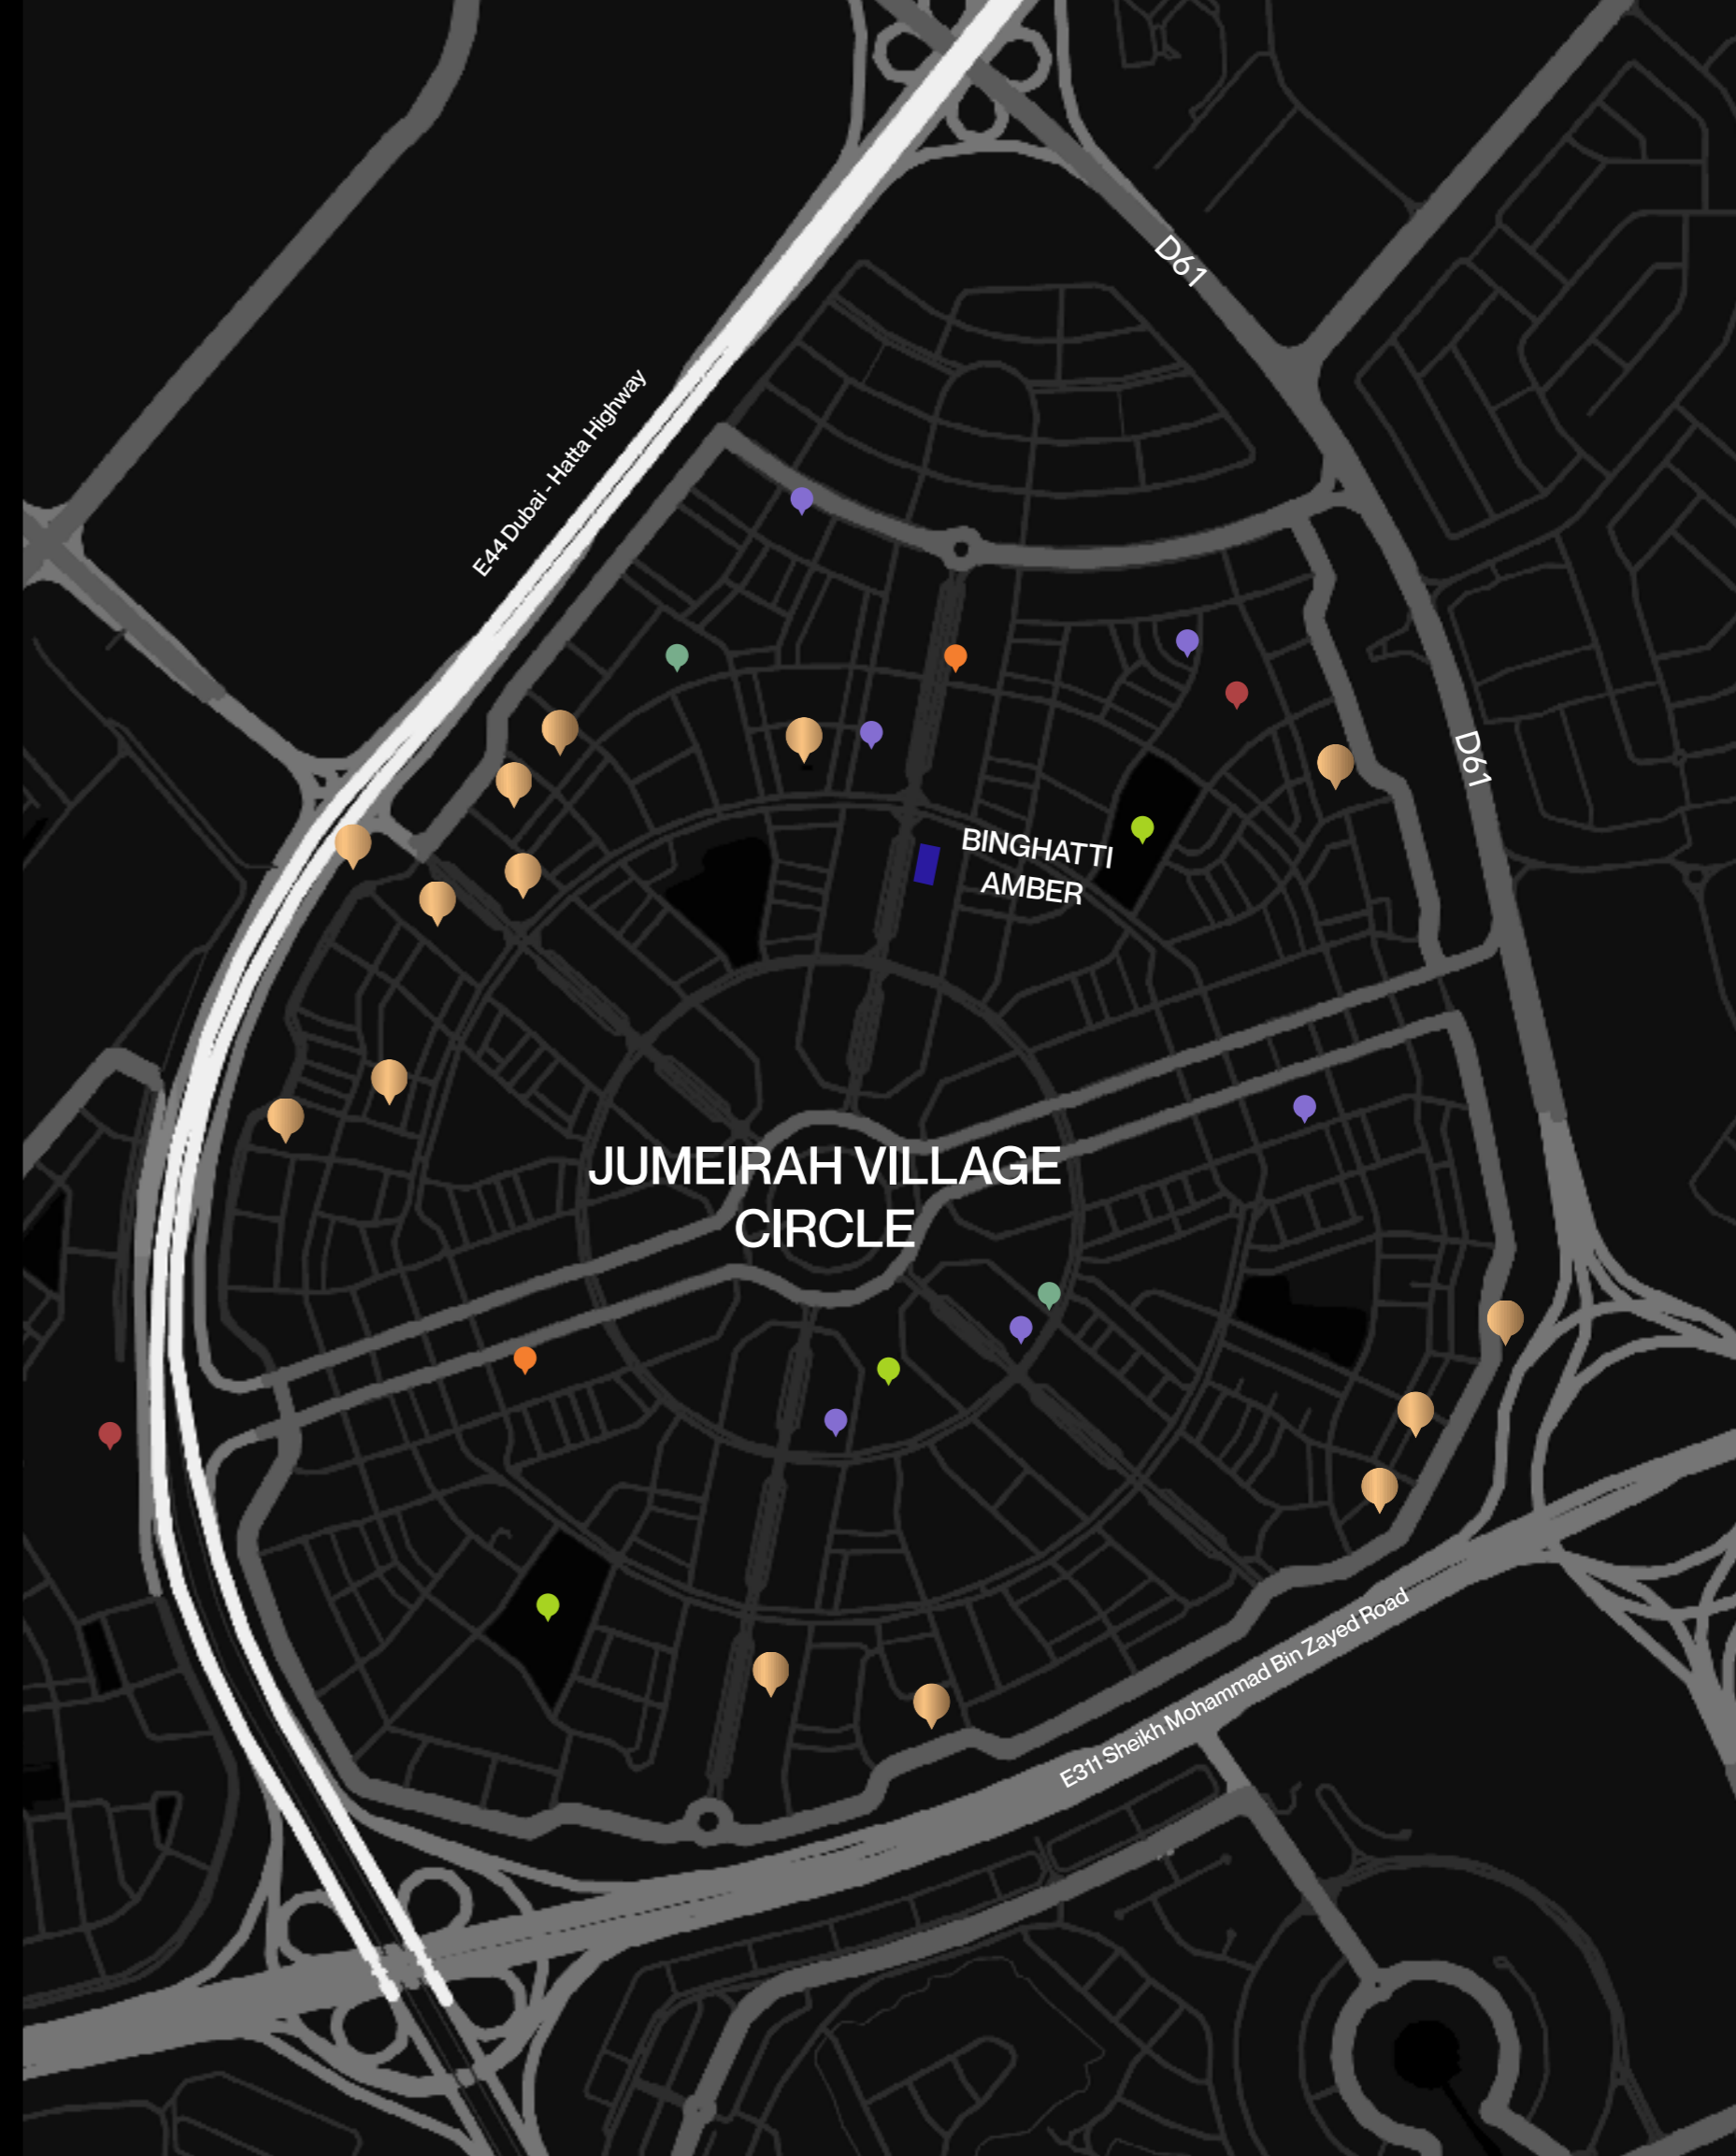 D61
E44 Dubai - Hatta Highway
D61
BINGHATTI
AMBER
JUMEIRAH VILLAGE
CIRCLE
E311 Sheikh Mohammad Bin Zayed Road